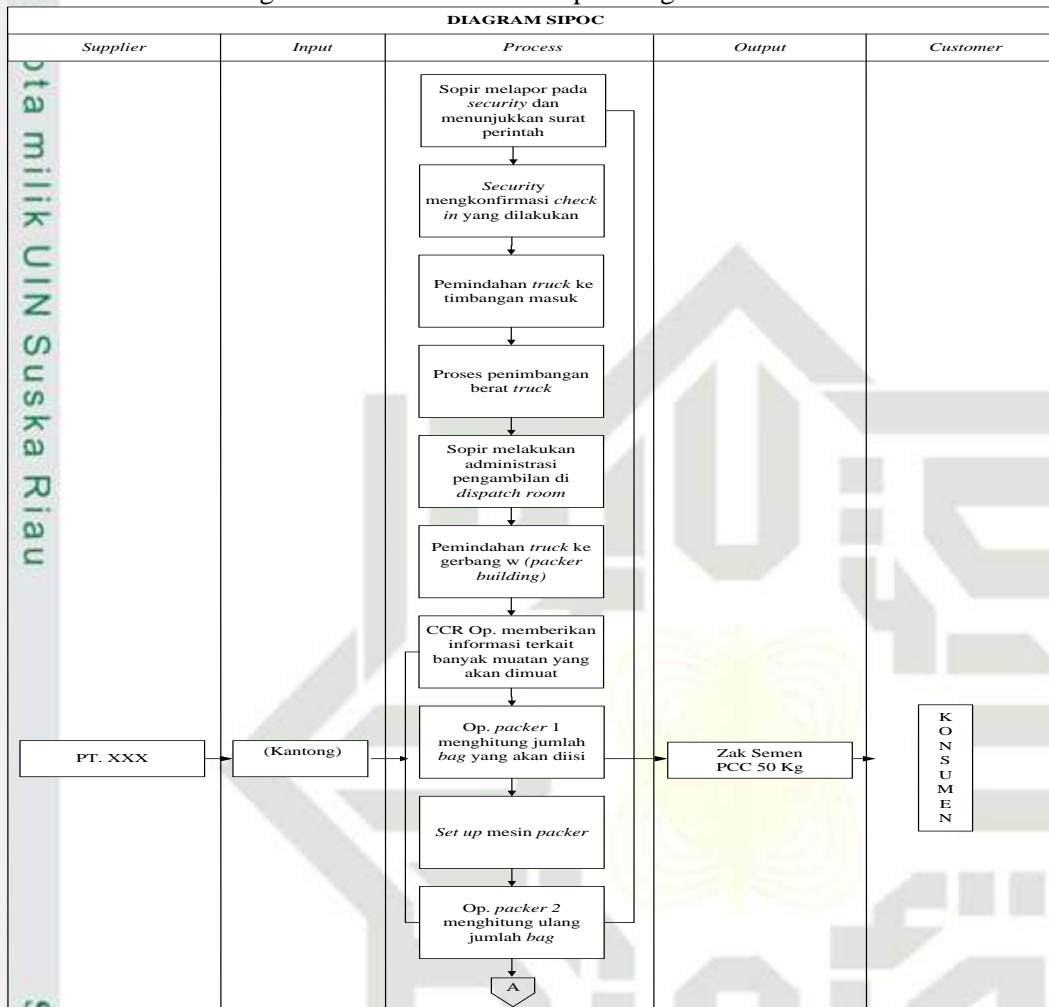 DIAGRAM SIPOC
Supplier
Input
Process
Output
Customer
Sopir melapor pada
security dan
menunjukkan surat
perintah
Security
mengkonfirmasi check
in yang dilakukan
Pemindahan truck ke
timbangan masuk
Proses penimbangan
berat truck
Sopir melakukan
administrasi
pengambilan di
dispatch room
Pemindahan truck ke
gerbang w (packer
building)
CCR Op. memberikan
informasi terkait
banyak muatan yang
akan dimuat
PT. XXX
(Kantong)
Op. packer 1
menghitung jumlah
bag yang akan diisi
Zak Semen
PCC 50 Kg
KONSUMEN
Set up mesin packer
Op. packer 2
menghitung ulang
jumlah bag
A
milik UIN Suska Riau